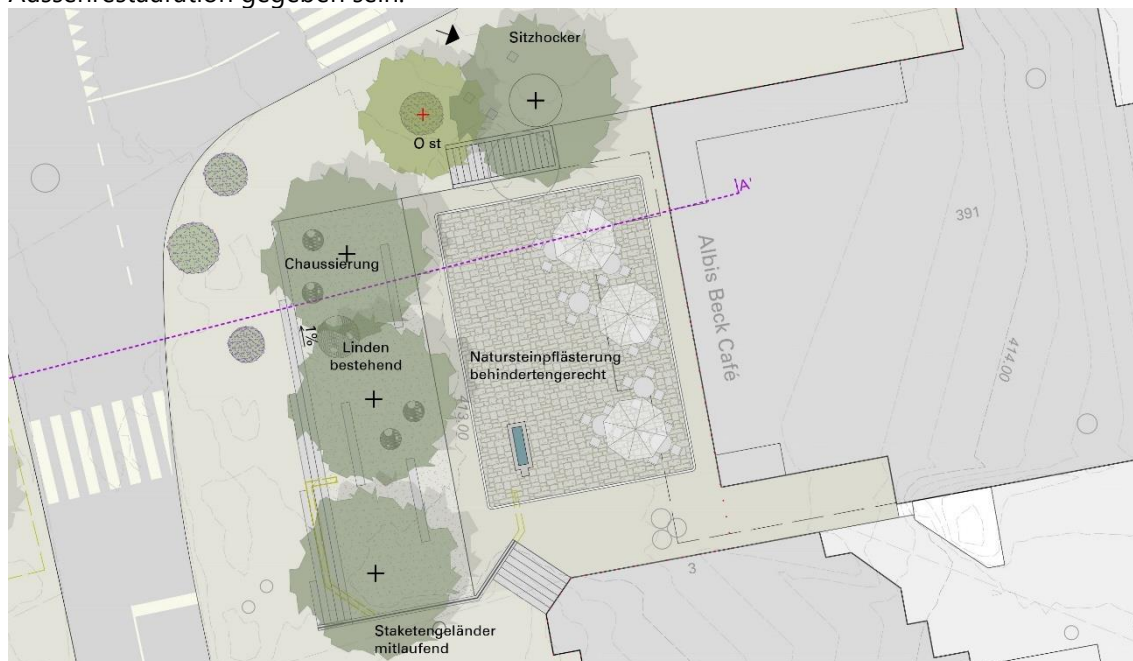 Aussenrestauration gegeben sein.
Sitzhocker
O st
A'
391
Chaussierung
Albis Beck Café
1%
Linden
bestehend
Natursteinpflästerung
behindertengerecht
414.00
413.00
3
Staketengeländer
mitlaufend